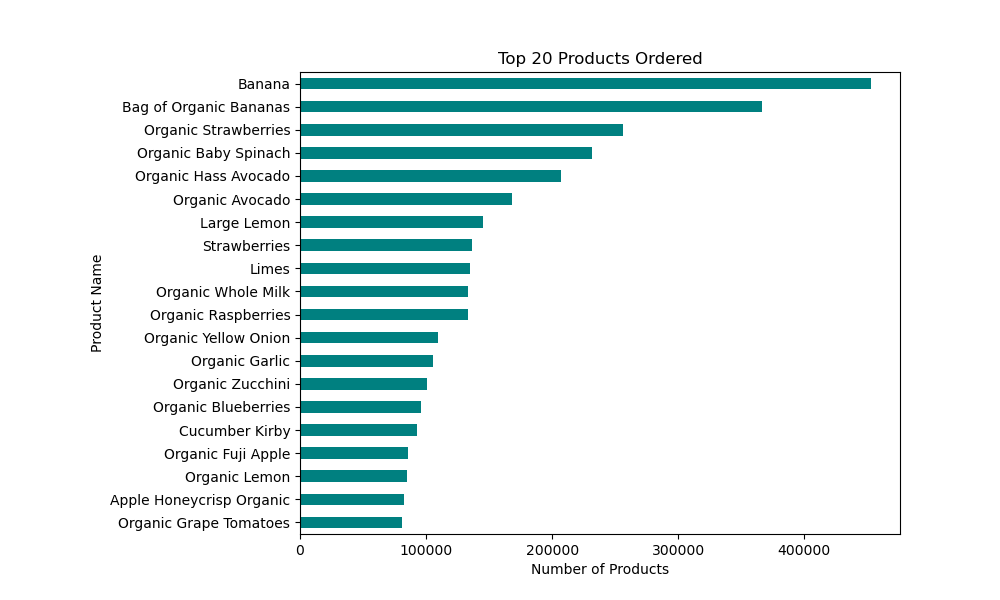 Top 20 Products Ordered
Banana
Bag of Organic Bananas
Organic Strawberries
Organic Baby Spinach
Organic Hass Avocado
Organic Avocado
Large Lemon
Strawberries
Limes
Organic Whole Milk
Organic Raspberries
Organic Yellow Onion
Organic Garlic
Organic Zucchini
Organic Blueberries
Cucumber Kirby
Organic Fuji Apple
Organic Lemon
Apple Honeycrisp Organic
Organic Grape Tomatoes
Product Name
0 100000 200000 300000 400000
Number of Products